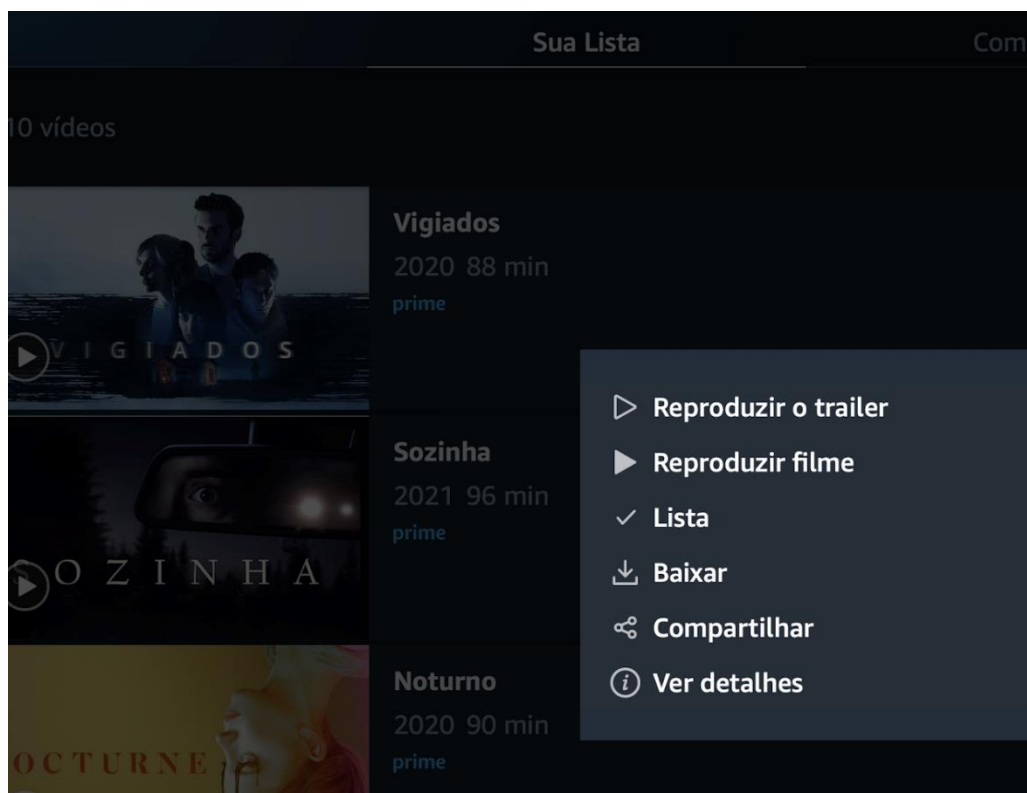 Sua Lista
Com
10 vídeos
Vigiados
2020 88 min
prime
VIGIADOS
Reproduzir o trailer
Reproduzir filme
Lista
Baixar
Compartilhar
Ver detalhes
Sozinha
2021 96 min
prime
SOZINHA
Noturno
2020 90 min
prime
OCTURNE